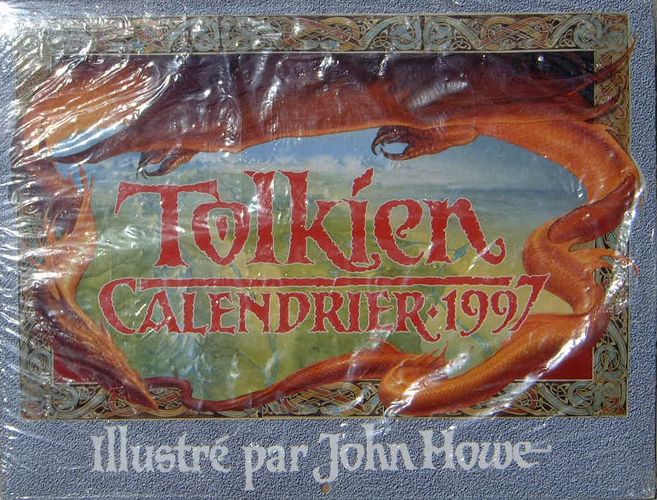 Tolkien
CALENDRIER·1997
Illustré par John Howe